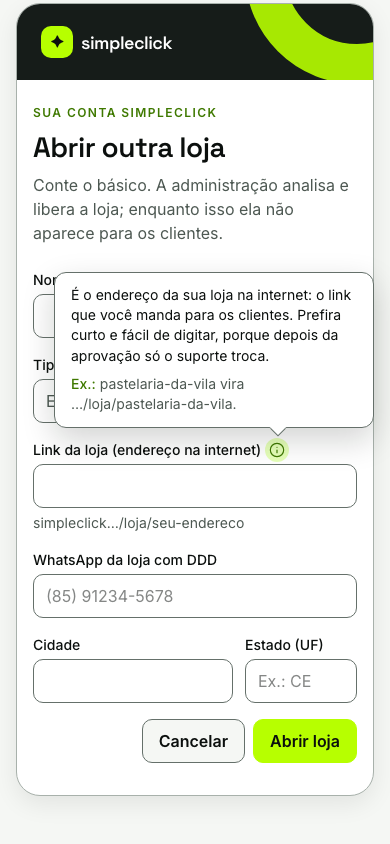 simpleclick
SUA CONTA SIMPLECLICK
Abrir outra loja
Conte o básico. A administração analisa e
libera a loja; enquanto isso ela não
aparece para os clientes.
É o endereço da sua loja na internet: o link
que você manda para os clientes. Prefira
curto e fácil de digitar, porque depois da
aprovação só o suporte troca.
Ex.: pastelaria-da-vila vira
.../loja/pastelaria-da-vila.
Link da loja (endereço na internet)
simpleclick.../loja/seu-endereco
WhatsApp da loja com DDD
(85) 91234-5678
Cidade
Estado (UF)
Ex.: CE
Cancelar
Abrir loja